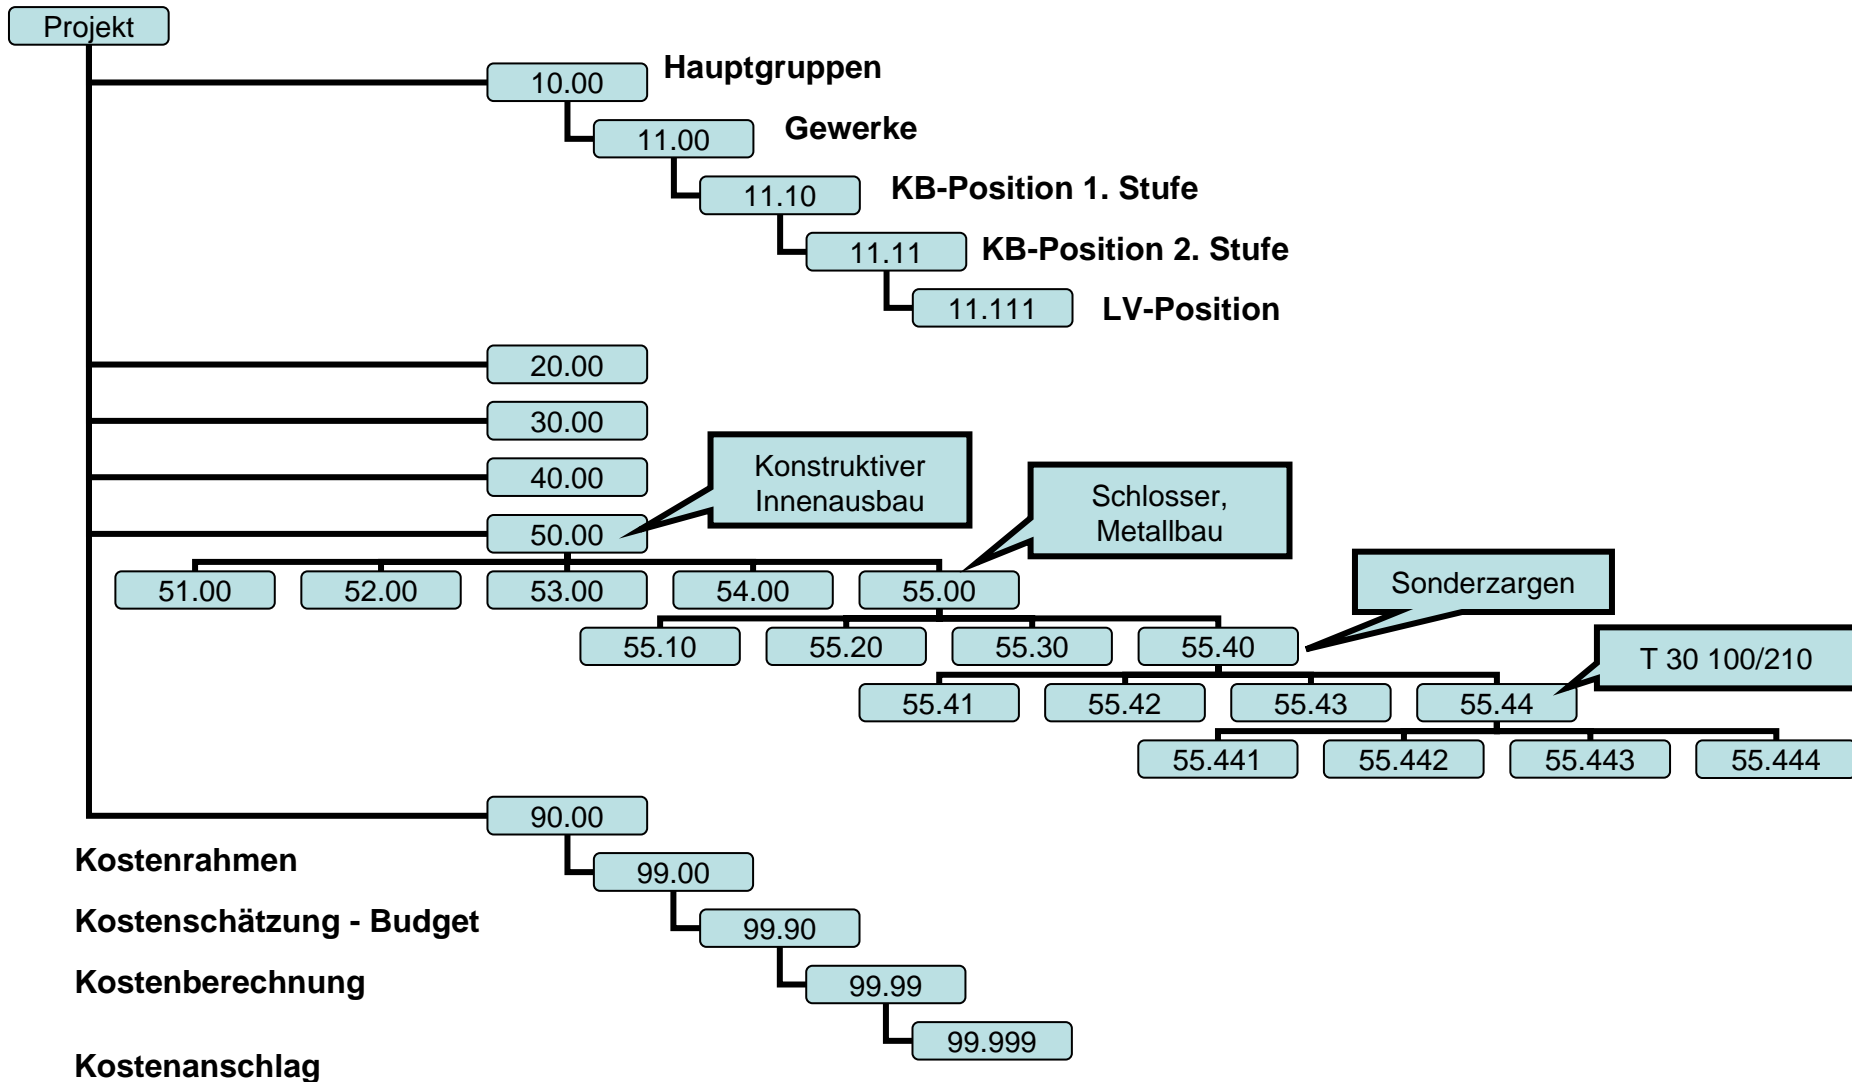 Projekt
10.00
Hauptgruppen
11.00
Gewerke
11.10
KB-Position 1. Stufe
11.11
KB-Position 2. Stufe
11.111
LV-Position
20.00
30.00
40.00
50.00
Konstruktiver
Innenausbau
Schlosser,
Metallbau
51.00
52.00
53.00
54.00
55.00
Sonderzargen
55.10
55.20
55.30
55.40
T 30 100/210
55.41
55.42
55.43
55.44
55.441
55.442
55.443
55.444
90.00
Kostenrahmen
99.00
Kostenschätzung - Budget
99.90
Kostenberechnung
99.99
99.999
Kostenanschlag